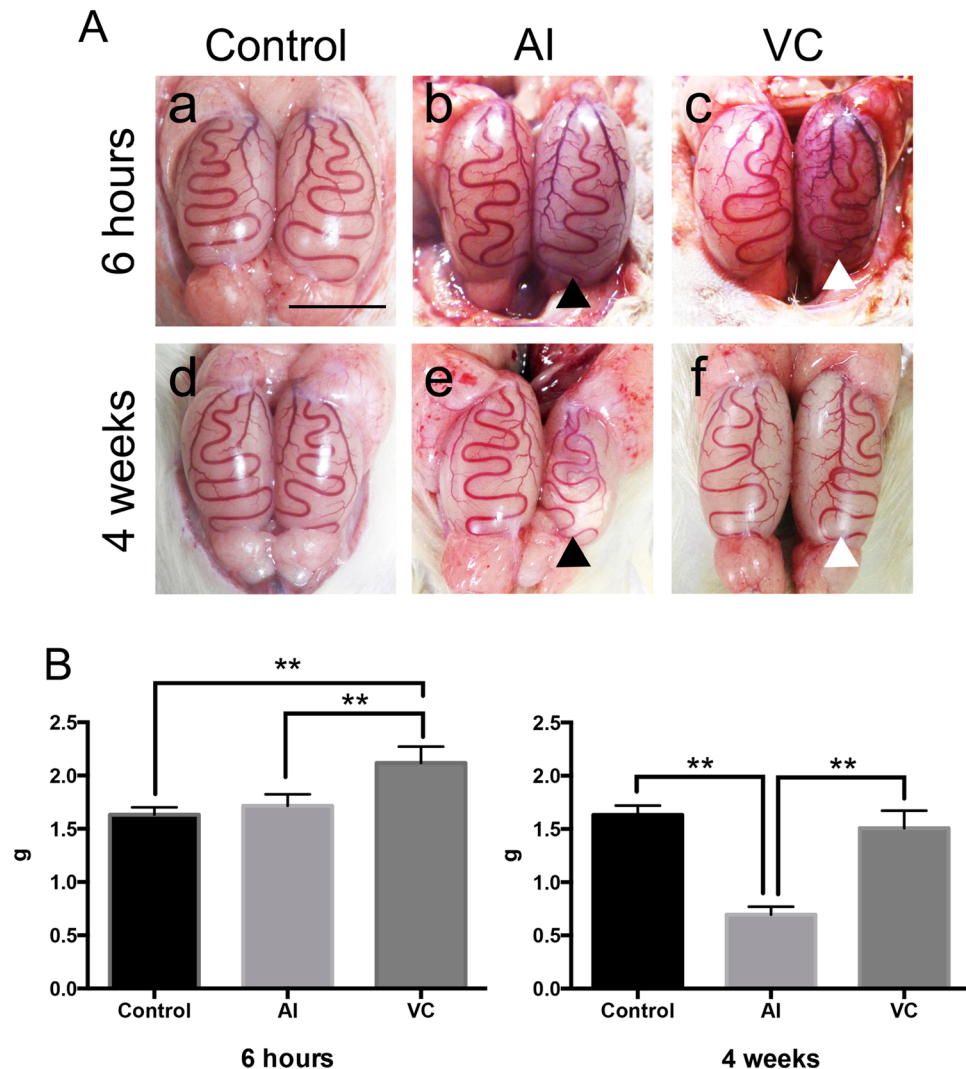 A
Control AI VC
6 hours
a b c
4 weeks
d e f
B
** **
2.5
2.0
1.5
1.0
0.5
0.0
g
Control AI VC
6 hours
** **
2.5
2.0
1.5
1.0
0.5
0.0
g
Control AI VC
4 weeks